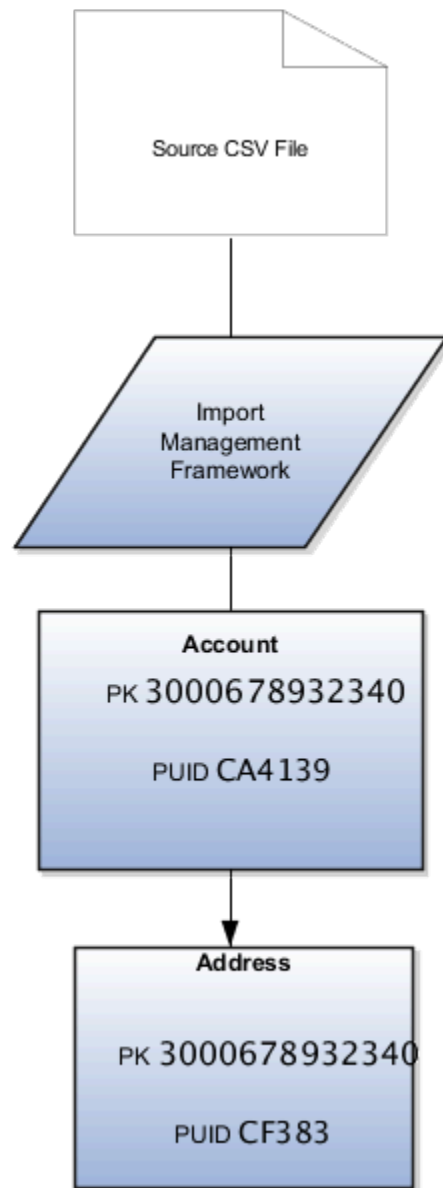 Source CSV File
Import
Management
Framework
Account
PK 3000678932340
PUID CA4139
Address
PK 3000678932340
PUID CF383